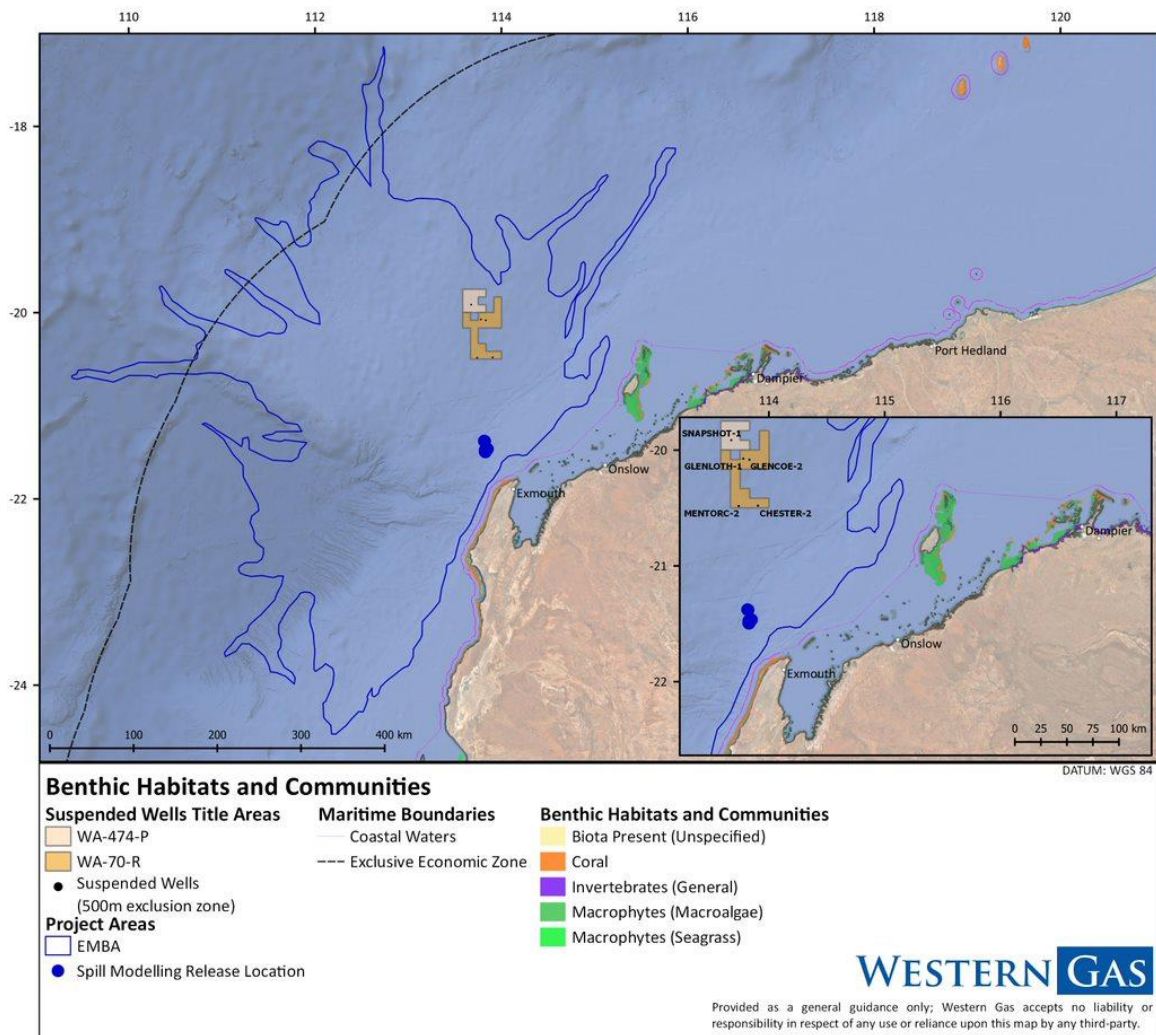 110 112 114 116 118 120
-18
-20
-22
-24
Port Hedland
Dampier
Onslow
Exmouth
114 115 116 117
-20
-21
-22
SNAPSHOT-1
GLENLOTH-1 GLENCOE-2
MENTORC-2 CHESTER-2
Dampier
Onslow
Exmouth
0 25 50 75 100 km
0 100 200 300 400 km
DATUM: WGS 84
Benthic Habitats and Communities
Suspended Wells Title Areas
WA-474-P
WA-70-R
Suspended Wells
(500m exclusion zone)
Project Areas
EMBA
Spill Modelling Release Location
Maritime Boundaries
Coastal Waters
Exclusive Economic Zone
Benthic Habitats and Communities
Biota Present (Unspecified)
Coral
Invertebrates (General)
Macrophytes (Macroalgae)
Macrophytes (Seagrass)
WESTERN GAS
Provided as a general guidance only; Western Gas accepts no liability or
responsibility in respect of any use or reliance upon this map by any third-party.